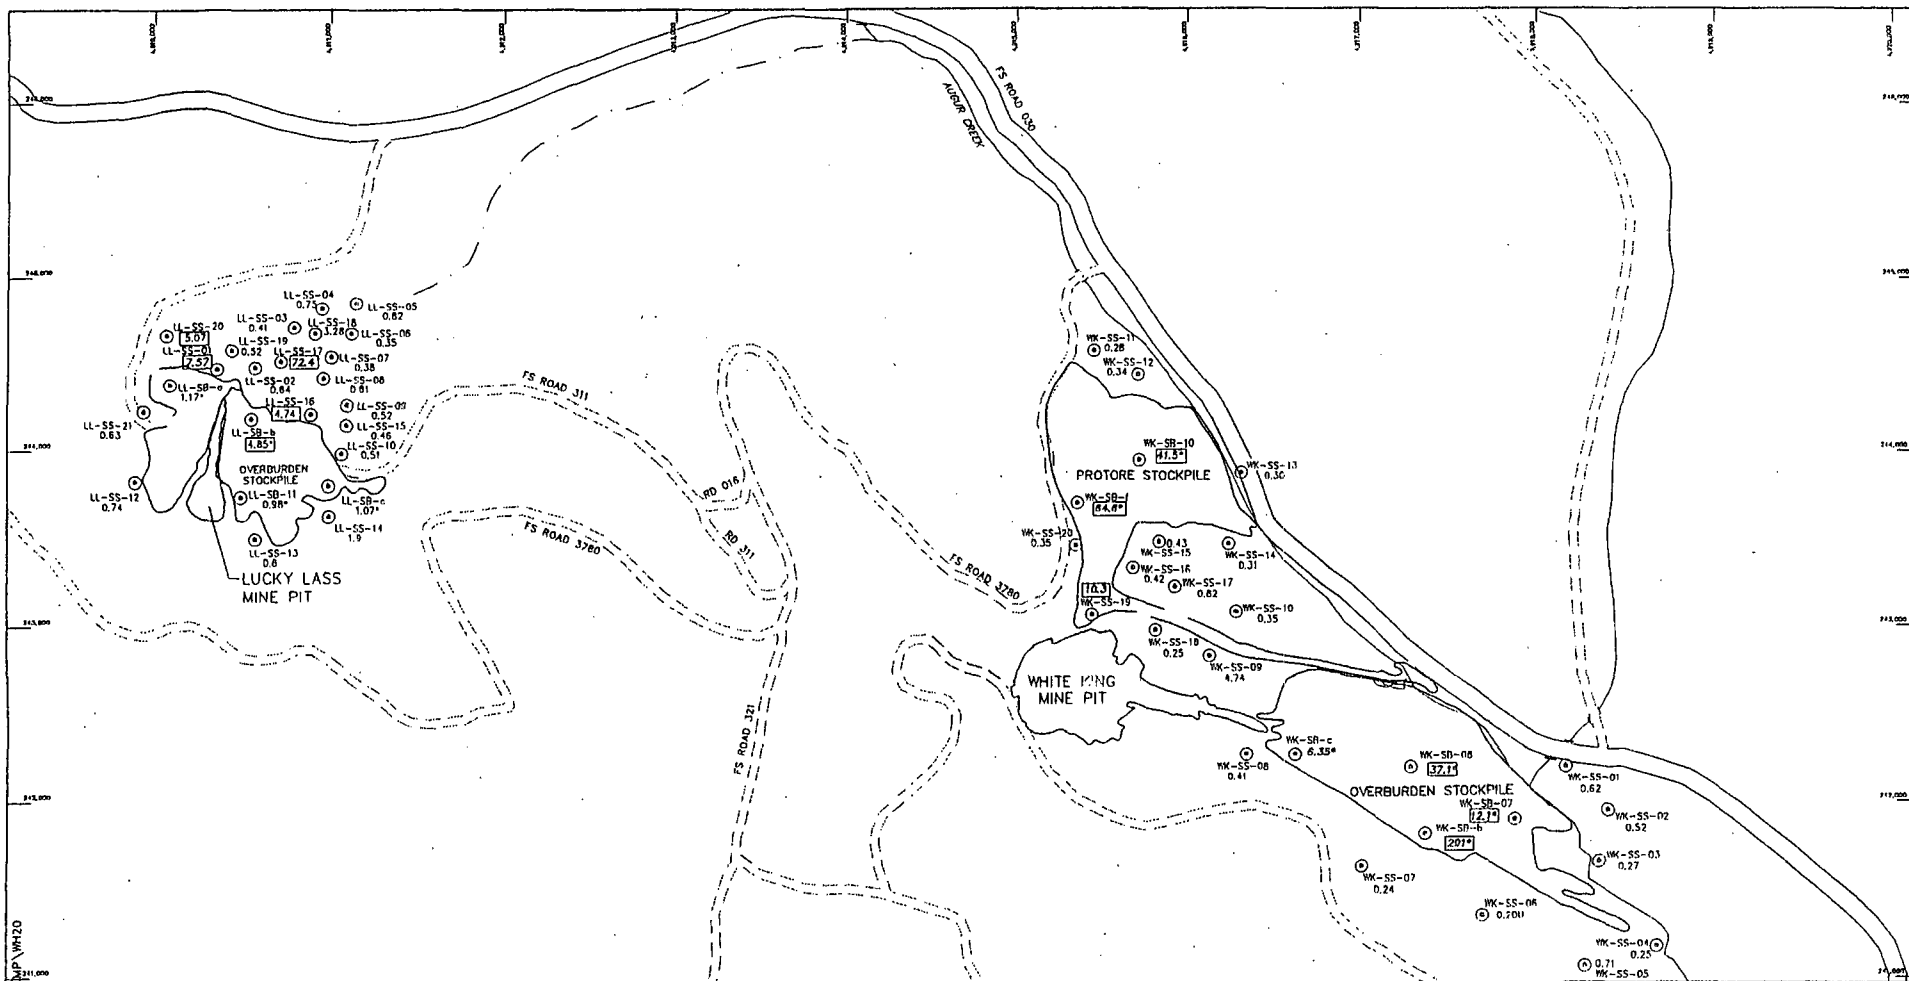 FS ROAD 030
AUGUR CREEK
LL-SS-04
0.75
LL-SS-05
0.82
LL-SS-03
0.41
LL-SS-18
3.28
LL-SS-06
0.35
LL-SS-20
5.07
LL-SS-19
0.52
LL-SS-01
7.57
LL-SS-17
72.4
LL-SS-07
0.38
LL-SS-08
0.61
LL-SB-a
1.17*
LL-SS-02
0.64
LL-SS-16
4.74
LL-SS-09
0.52
LL-SS-15
0.46
LL-SS-21
0.63
LL-SB-b
4.85*
LL-SS-10
0.51
OVERBURDEN
STOCKPILE
LL-SS-12
0.74
LL-SB-11
0.98*
LL-SB-c
1.07*
LL-SS-14
1.9
LL-SS-13
0.6
LUCKY LASS
MINE PIT
FS ROAD 311
RD 016
RD 311
FS ROAD 3780
FS ROAD 3780
FS ROAD 321
WK-SS-11
0.28
WK-SS-12
0.34
WK-SB-10
41.5*
PROTORE STOCKPILE
WK-SS-13
0.30
84.6*
WK-SS-20
0.35
0.43
WK-SS-15
WK-SS-14
0.31
WK-SS-16
0.42
WK-SS-17
0.62
10.3
WK-SS-19
WK-SS-10
0.35
WK-SS-18
0.25
WK-SS-09
4.74
WHITE KING
MINE PIT
WK-SS-08
0.41
WK-SB-c
6.35*
WK-SB-08
37.1*
OVERBURDEN STOCKPILE
WK-SB-07
12.1*
WK-SB-b
201*
WK-SS-01
0.62
WK-SS-02
0.52
WK-SS-03
0.27
WK-SS-07
0.24
WK-SS-06
0.20U
WK-SS-04
0.25
0.71
WK-SS-05
MP\WH20